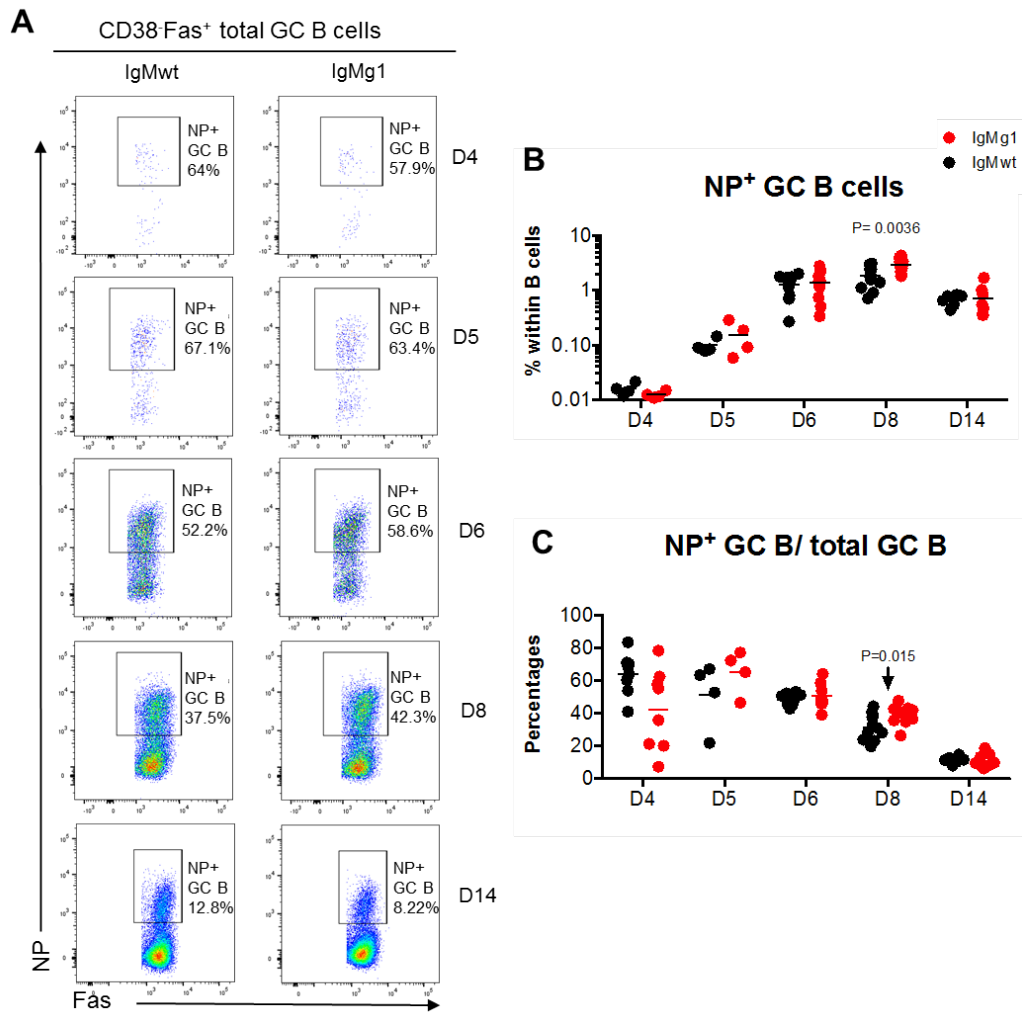 A
CD38-Fas+ total GC B cells
IgMwt
IgMg1
NP+
GC B
64%
NP+
GC B
57.9%
D4
NP+
GC B
67.1%
NP+
GC B
63.4%
D5
NP+
GC B
52.2%
NP+
GC B
58.6%
D6
NP+
GC B
37.5%
NP+
GC B
42.3%
D8
NP+
GC B
12.8%
NP+
GC B
8.22%
D14
NP
Fas
IgMg1
IgMwt
B
NP+ GC B cells
P= 0.0036
% within B cells
10
1
0.10
0.01
D4 D5 D6 D8 D14
C
NP+ GC B/ total GC B
P=0.015
Percentages
100
80
60
40
20
0
D4 D5 D6 D8 D14